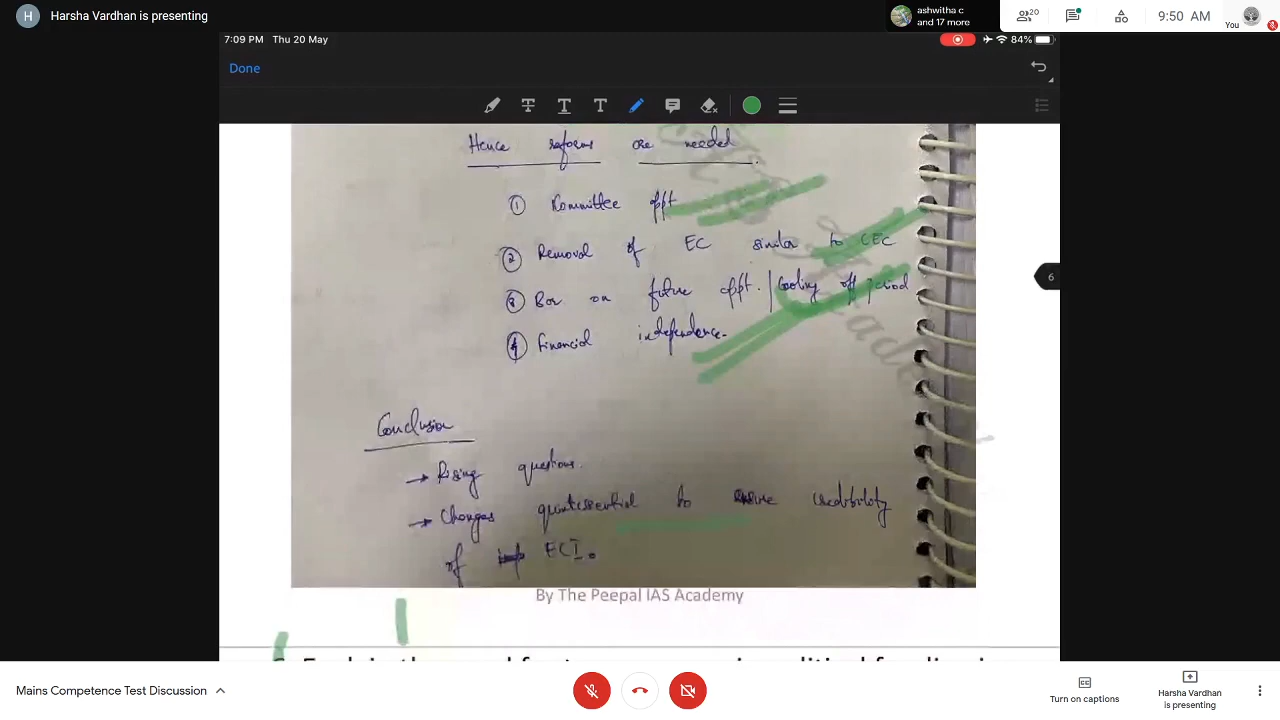 Harsha Vardhan is presenting
H
ashwitha c
and 17 more
20
9:50 AM
You
7:09 PM Thu 20 May
84%
Done
Hence reforms are needed
① Committee appt
② Removal of EC similar to CEC
③ Bar on future appt. / Cooling off period
④ Financial independence.
6
Conclusion
→ Rising questions.
→ Changes quintessential to ensure credibility
of ECI.
By The Peepal IAS Academy
Mains Competence Test Discussion
Turn on captions
Harsha Vardhan
is presenting